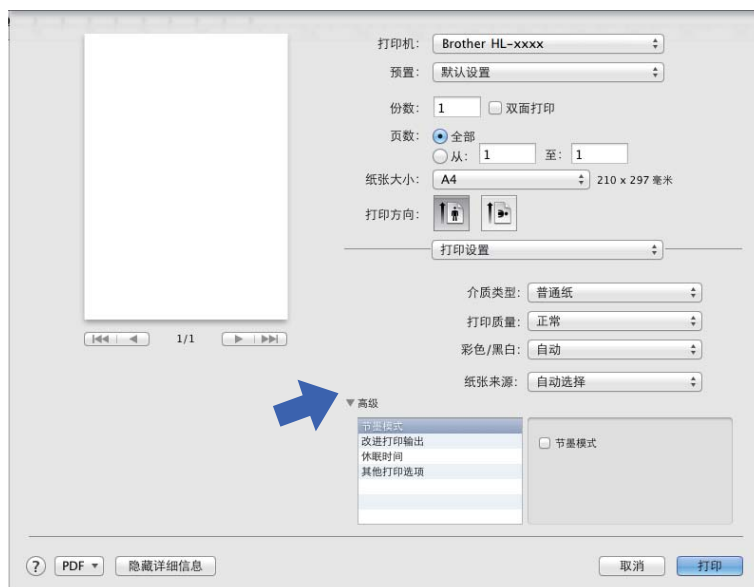 打印机: Brother HL-xxxx
预置: 默认设置
份数: 1 双面打印
页数: 全部
从: 1 至: 1
纸张大小: A4 210 x 297 毫米
打印方向:
打印设置
介质类型: 普通纸
打印质量: 正常
彩色/黑白: 自动
纸张来源: 自动选择
1/1
高级
节墨模式
改进打印输出
休眠时间
其他打印选项
节墨模式
? PDF 隐藏详细信息 取消 打印